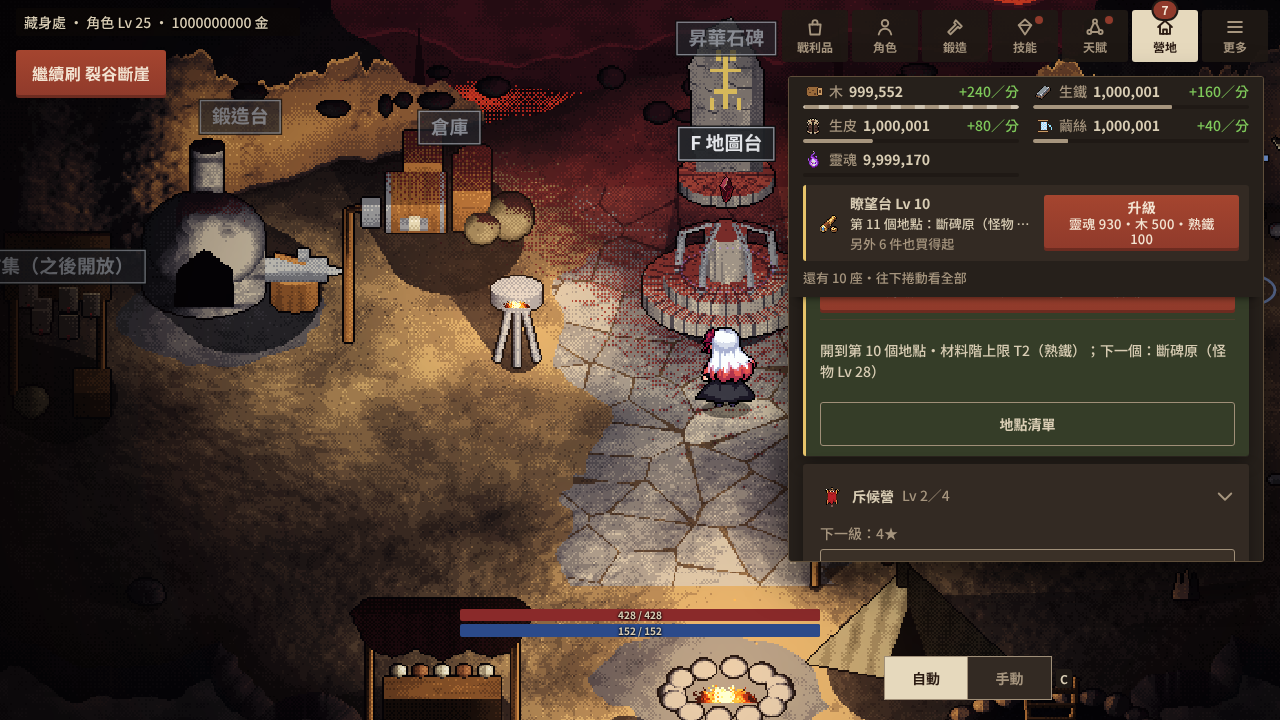 藏身處 · 角色 Lv 25 · 1000000000 金
繼續刷 裂谷斷崖
戰利品
角色
鍛造
技能
天賦
7
營地
更多
昇華石碑
鍛造台
倉庫
F 地圖台
集（之後開放）
木 999,552 +240／分
生鐵 1,000,001 +160／分
生皮 1,000,001 +80／分
繭絲 1,000,001 +40／分
靈魂 9,999,170
瞭望台 Lv 10
第 11 個地點：斷碑原（怪物 …
另外 6 件也買得起
升級
靈魂 930・木 500・熟鐵
100
還有 10 座・往下捲動看全部
開到第 10 個地點・材料階上限 T2（熟鐵）；下一個：斷碑原（怪
物 Lv 28）
地點清單
斥候營 Lv 2／4
下一級：4★
428 / 428
152 / 152
自動
手動
C